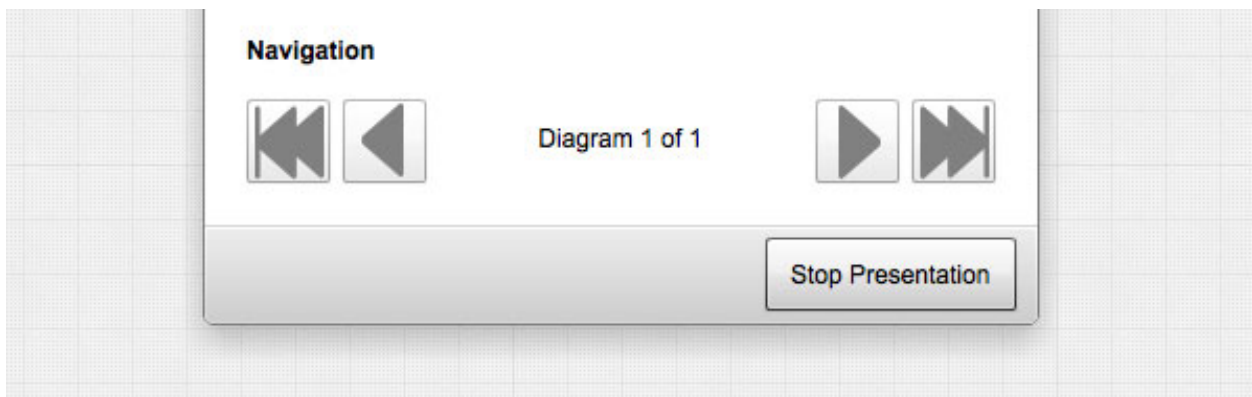 Navigation
Diagram 1 of 1
Stop Presentation